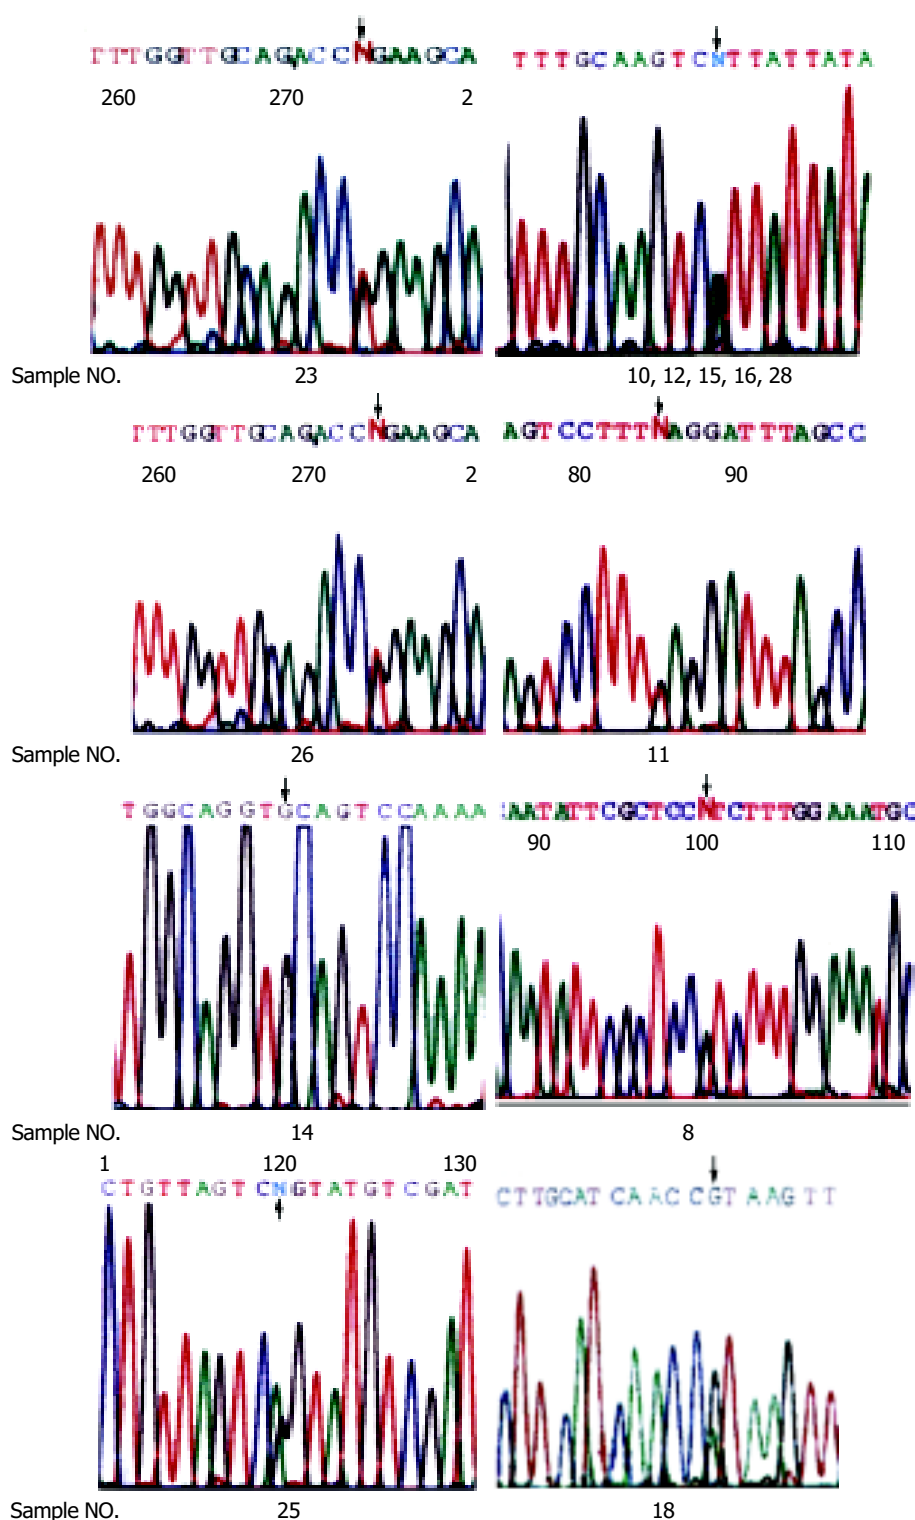 TTTGGTTGCAGACCNGAAGCA
260 270 2
TTTGCAAGTCNTTATTATA
Sample NO. 23
10, 12, 15, 16, 28
TTTGGTTGCAGACCNGAAGCA
260 270 2
AGTCCTTTNAGGATTTAGCC
80 90
Sample NO. 26
11
TGGCAGGTGCAGTCCAAAA
AATATTCGCTCCNTCTTTGGAAATGC
90 100 110
Sample NO. 14
8
1 120 130
CTGTTAGTCNGTATGTCGAT
CTTGCATCAACCGTAAGTT
Sample NO. 25
18